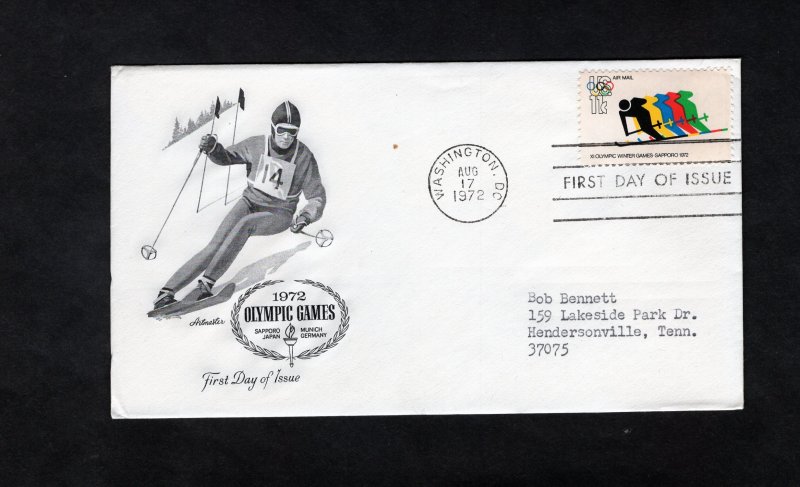 US AIR MAIL
11c
XI OLYMPIC WINTER GAMES·SAPPORO 1972
WASHINGTON, DC
AUG
17
1972
FIRST DAY OF ISSUE
14
Artmaster
1972
OLYMPIC GAMES
SAPPORO MUNICH
JAPAN GERMANY
First Day of Issue
Bob Bennett
159 Lakeside Park Dr.
Hendersonville, Tenn.
37075